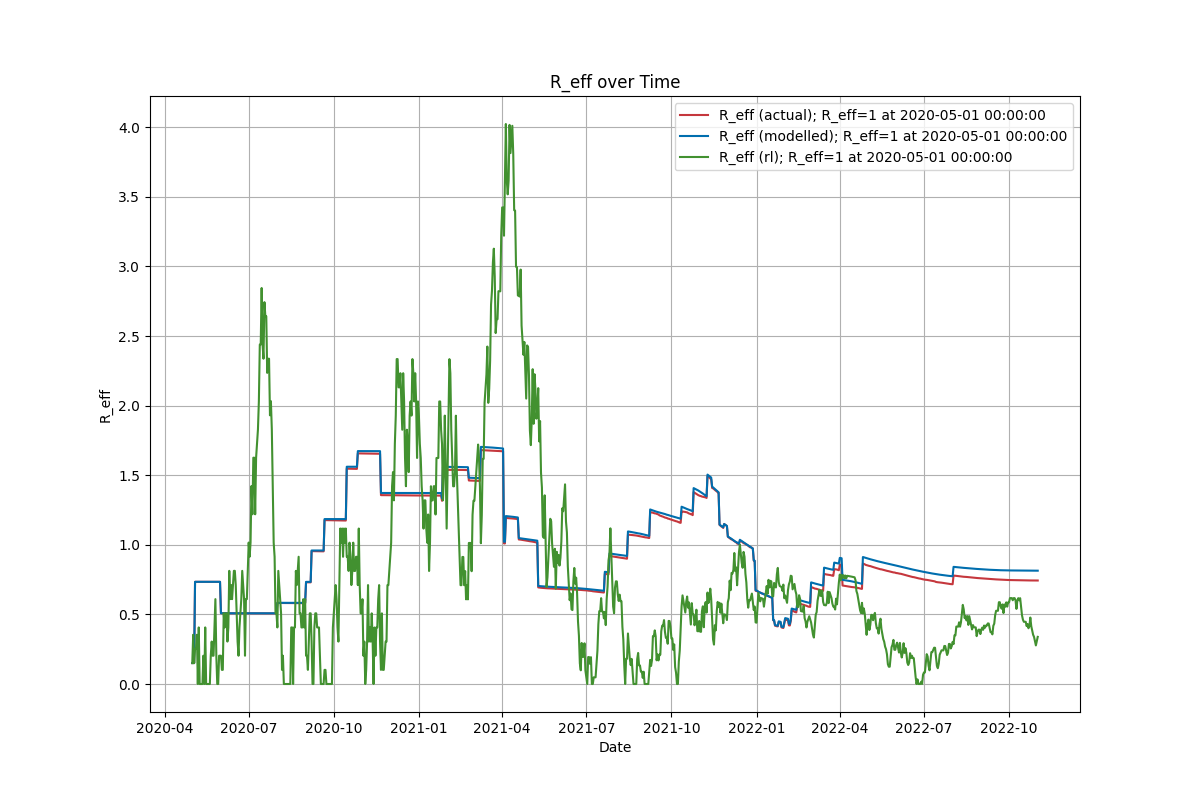 R_eff over Time
R_eff (actual); R_eff=1 at 2020-05-01 00:00:00
R_eff (modelled); R_eff=1 at 2020-05-01 00:00:00
R_eff (rl); R_eff=1 at 2020-05-01 00:00:00
4.0
3.5
3.0
2.5
2.0
1.5
1.0
0.5
0.0
R_eff
2020-04 2020-07 2020-10 2021-01 2021-04 2021-07 2021-10 2022-01 2022-04 2022-07 2022-10
Date